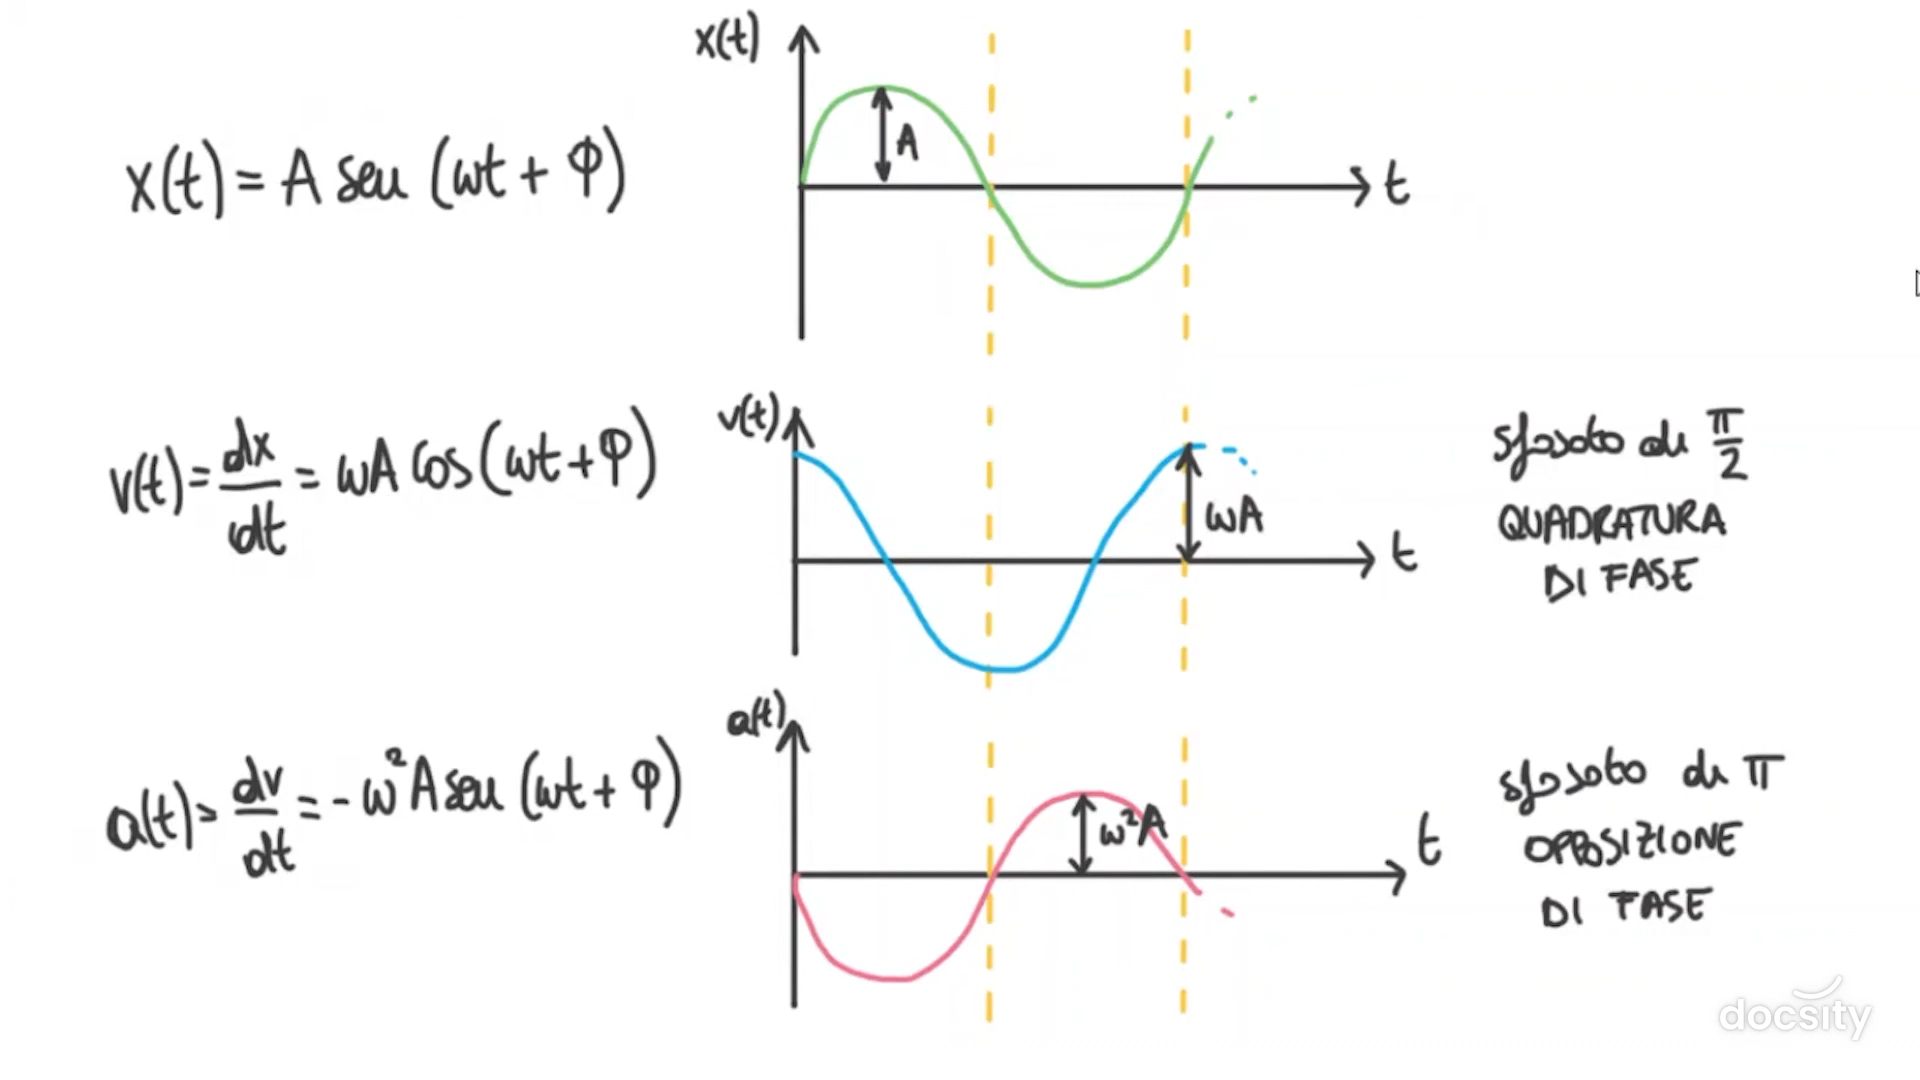 x(t)
A
x(t) = A sen (ωt + φ)
t
v(t)
v(t) = dx/dt = ωA cos (ωt + φ)
ωA
t
sfasato di π/2
QUADRATURA
DI FASE
a(t)
a(t) = dv/dt = - ω²A sen (ωt + φ)
ω²A
t
sfasato di π
OPPOSIZIONE
DI FASE
docsity